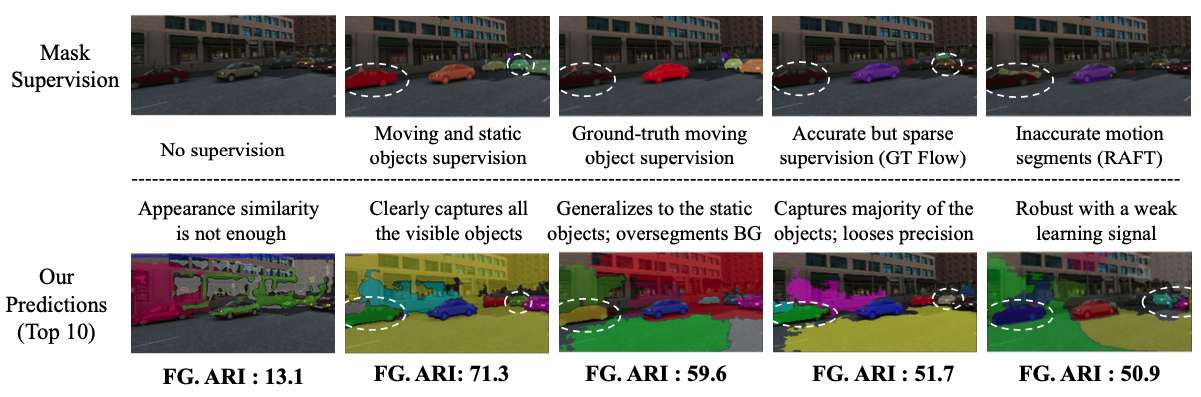 Mask
Supervision
No supervision
Moving and static
objects supervision
Ground-truth moving
object supervision
Accurate but sparse
supervision (GT Flow)
Inaccurate motion
segments (RAFT)
Appearance similarity
is not enough
Clearly captures all
the visible objects
Generalizes to the static
objects; oversegments BG
Captures majority of the
objects; looses precision
Robust with a weak
learning signal
Our
Predictions
(Top 10)
FG. ARI : 13.1
FG. ARI: 71.3
FG. ARI : 59.6
FG. ARI : 51.7
FG. ARI : 50.9